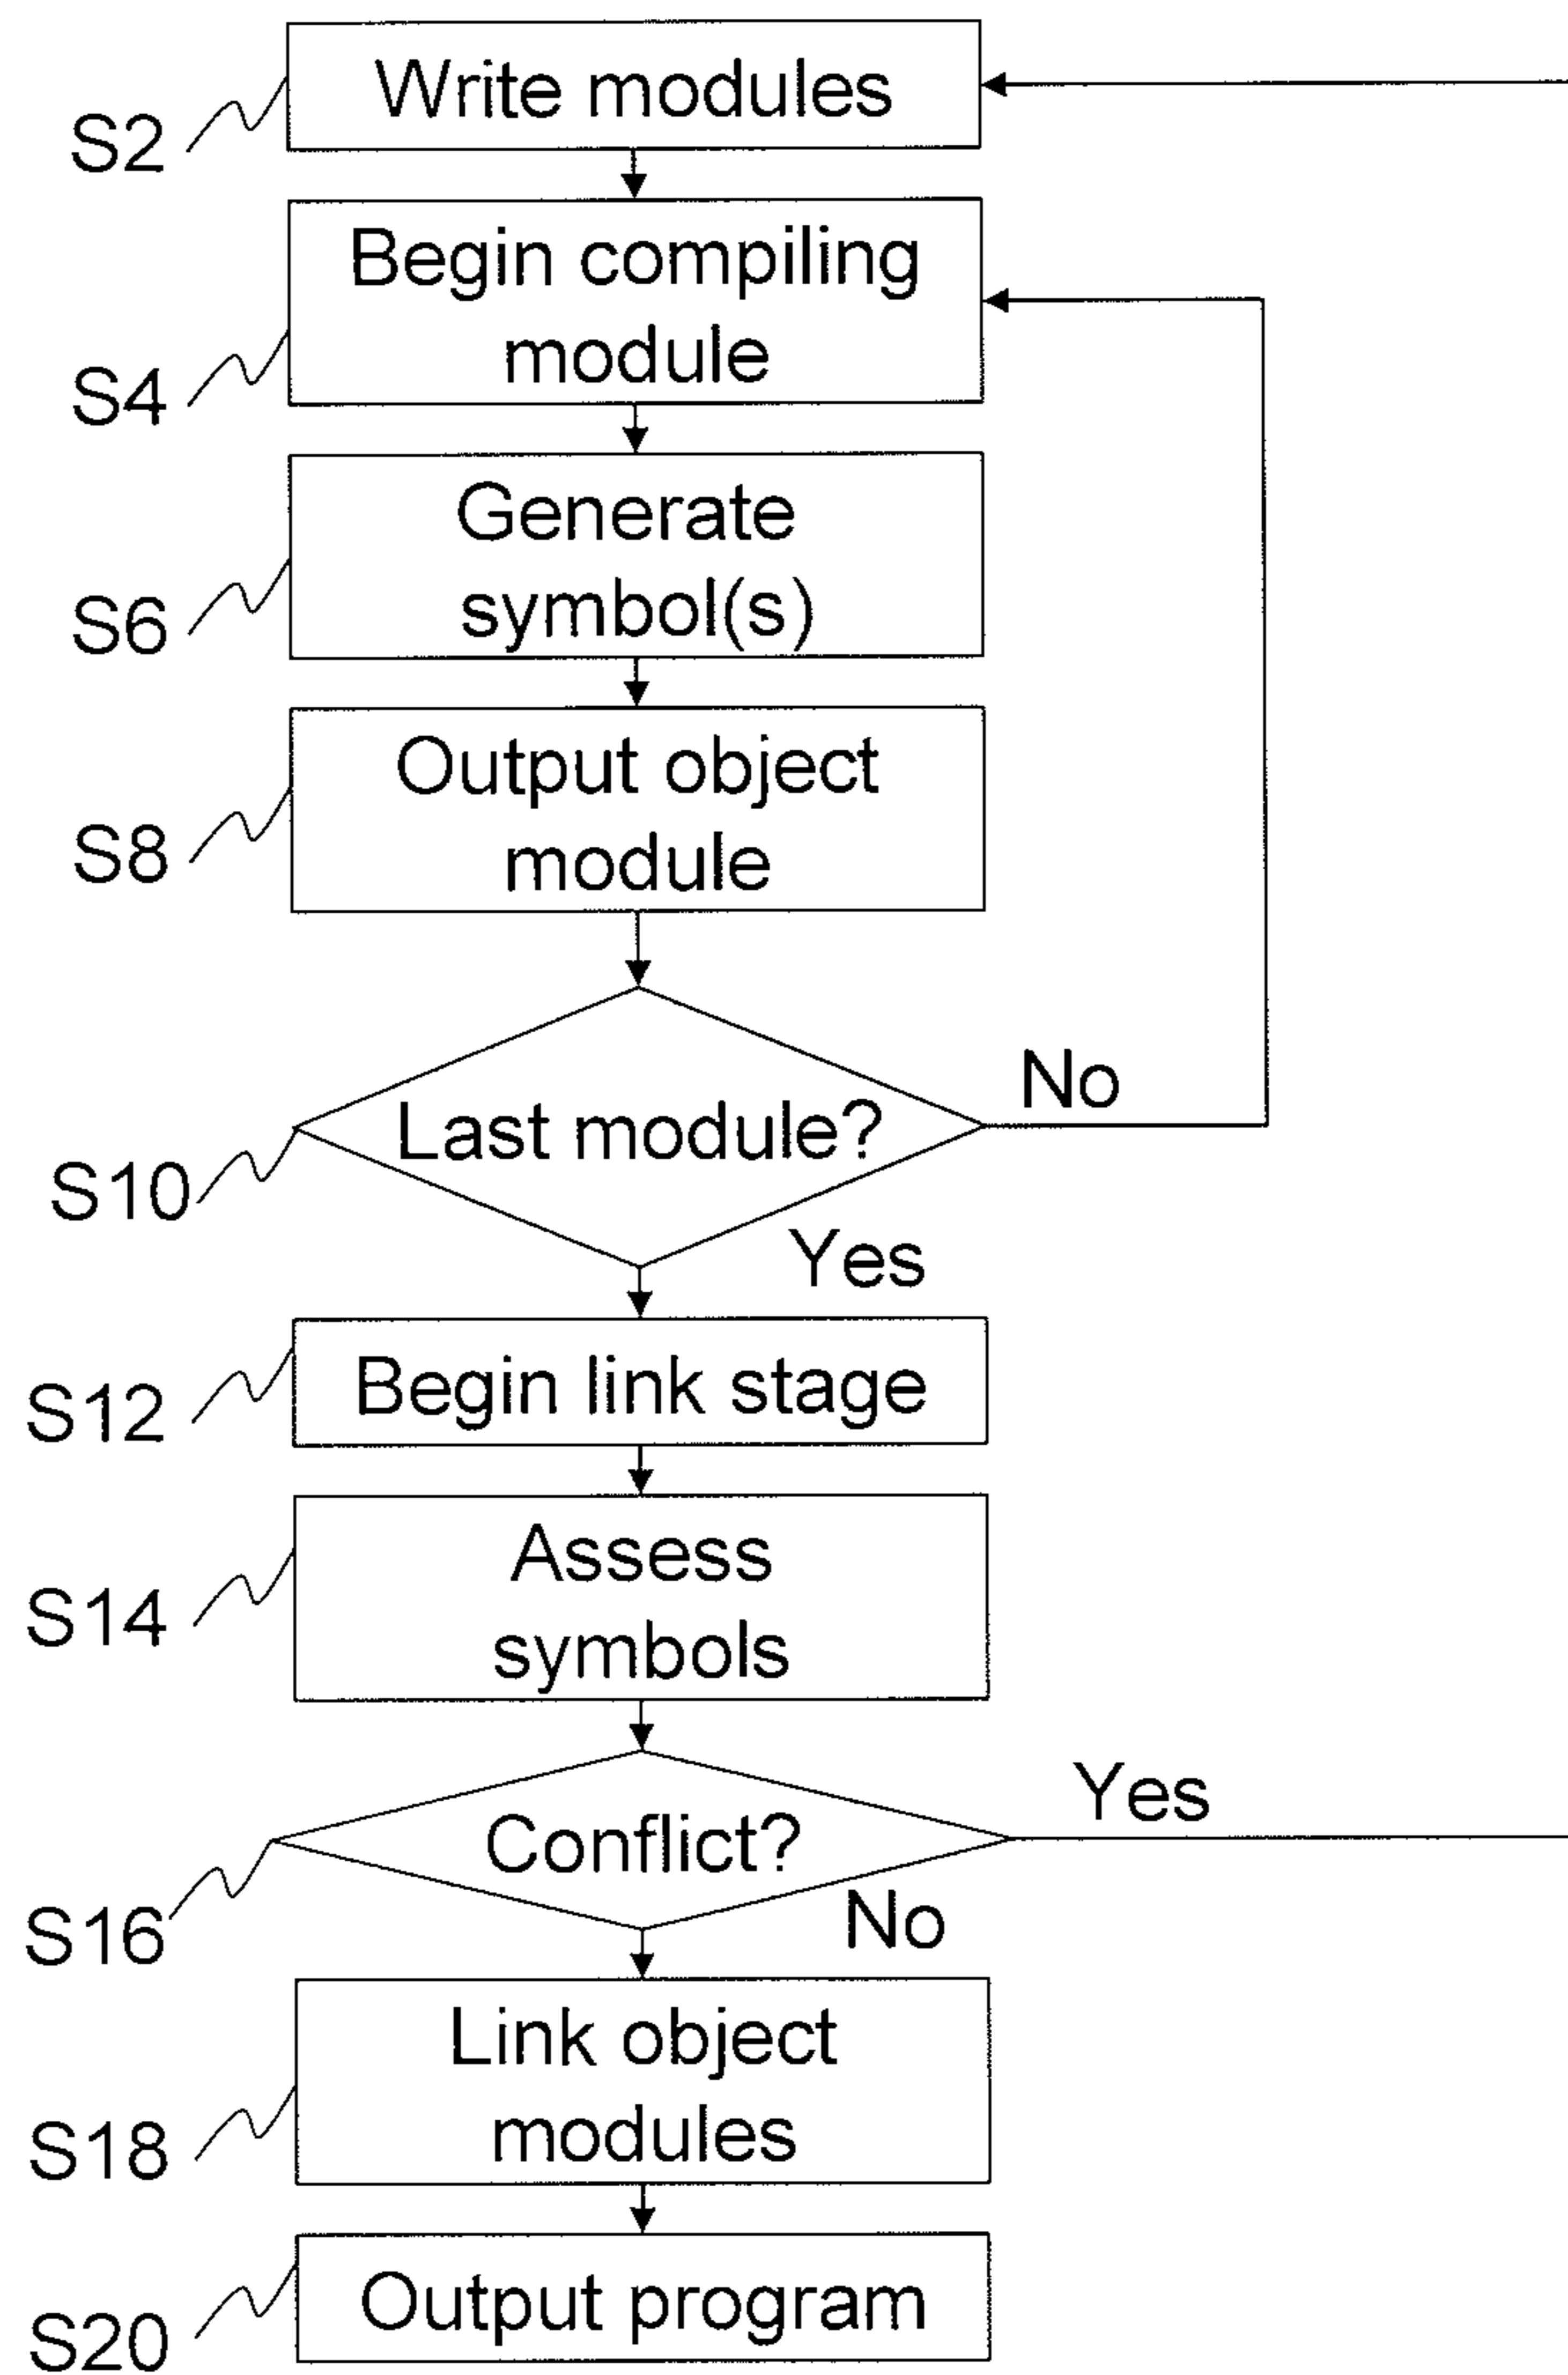 Write modules
S2
Begin compiling
module
S4
Generate
symbol(s)
S6
Output object
module
S8
Last module?
No
S10
Yes
Begin link stage
S12
Assess
symbols
S14
Conflict?
Yes
S16
No
Link object
modules
S18
Output program
S20